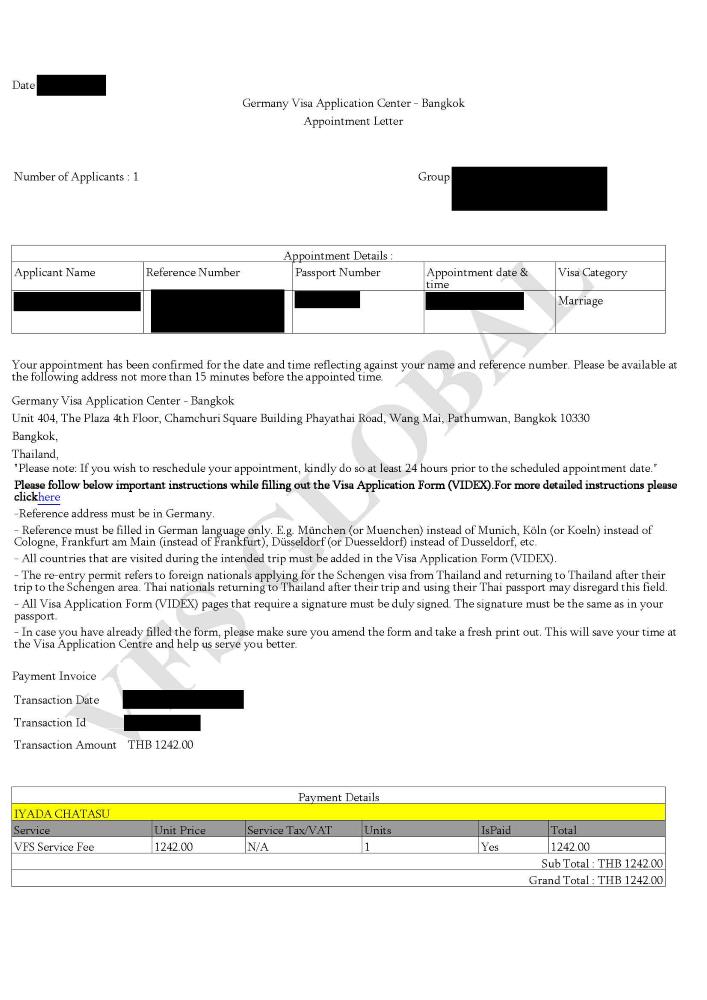 Date
Germany Visa Application Center - Bangkok
Appointment Letter
Number of Applicants : 1
Group
Appointment Details :
Applicant Name Reference Number Passport Number Appointment date & time Visa Category
Marriage
Your appointment has been confirmed for the date and time reflecting against your name and reference number. Please be available at
the following address not more than 15 minutes before the appointed time.
Germany Visa Application Center - Bangkok
Unit 404, The Plaza 4th Floor, Chamchuri Square Building Phayathai Road, Wang Mai, Pathumwan, Bangkok 10330
Bangkok,
Thailand,
"Please note: If you wish to reschedule your appointment, kindly do so at least 24 hours prior to the scheduled appointment date."
Please follow below important instructions while filling out the Visa Application Form (VIDEX).For more detailed instructions please
clickhere
-Reference address must be in Germany.
- Reference must be filled in German language only. E.g. München (or Muenchen) instead of Munich, Köln (or Koeln) instead of
Cologne, Frankfurt am Main (instead of Frankfurt), Düsseldorf (or Duesseldorf) instead of Dusseldorf, etc.
- All countries that are visited during the intended trip must be added in the Visa Application Form (VIDEX).
- The re-entry permit refers to foreign nationals applying for the Schengen visa from Thailand and returning to Thailand after their
trip to the Schengen area. Thai nationals returning to Thailand after their trip and using their Thai passport may disregard this field.
- All Visa Application Form (VIDEX) pages that require a signature must be duly signed. The signature must be the same as in your
passport.
- In case you have already filled the form, please make sure you amend the form and take a fresh print out. This will save your time at
the Visa Application Centre and help us serve you better.
VFS GLOBAL
Payment Invoice
Transaction Date
Transaction Id
Transaction Amount THB 1242.00
Payment Details
IYADA CHATASU
Service Unit Price Service Tax/VAT Units IsPaid Total
VFS Service Fee 1242.00 N/A 1 Yes 1242.00
Sub Total : THB 1242.00
Grand Total : THB 1242.00